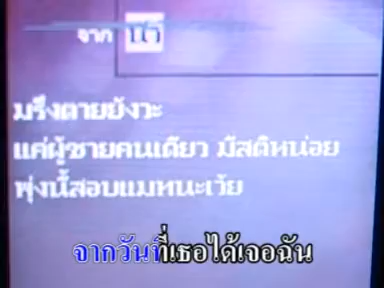 จาก นิว
มรึงตายยังวะ
แค่ผู้ชายคนเดียว มีสติหน่อย
พุ่งนี้สอบแมทนะเว้ย
จากวันที่เธอได้เจอฉัน